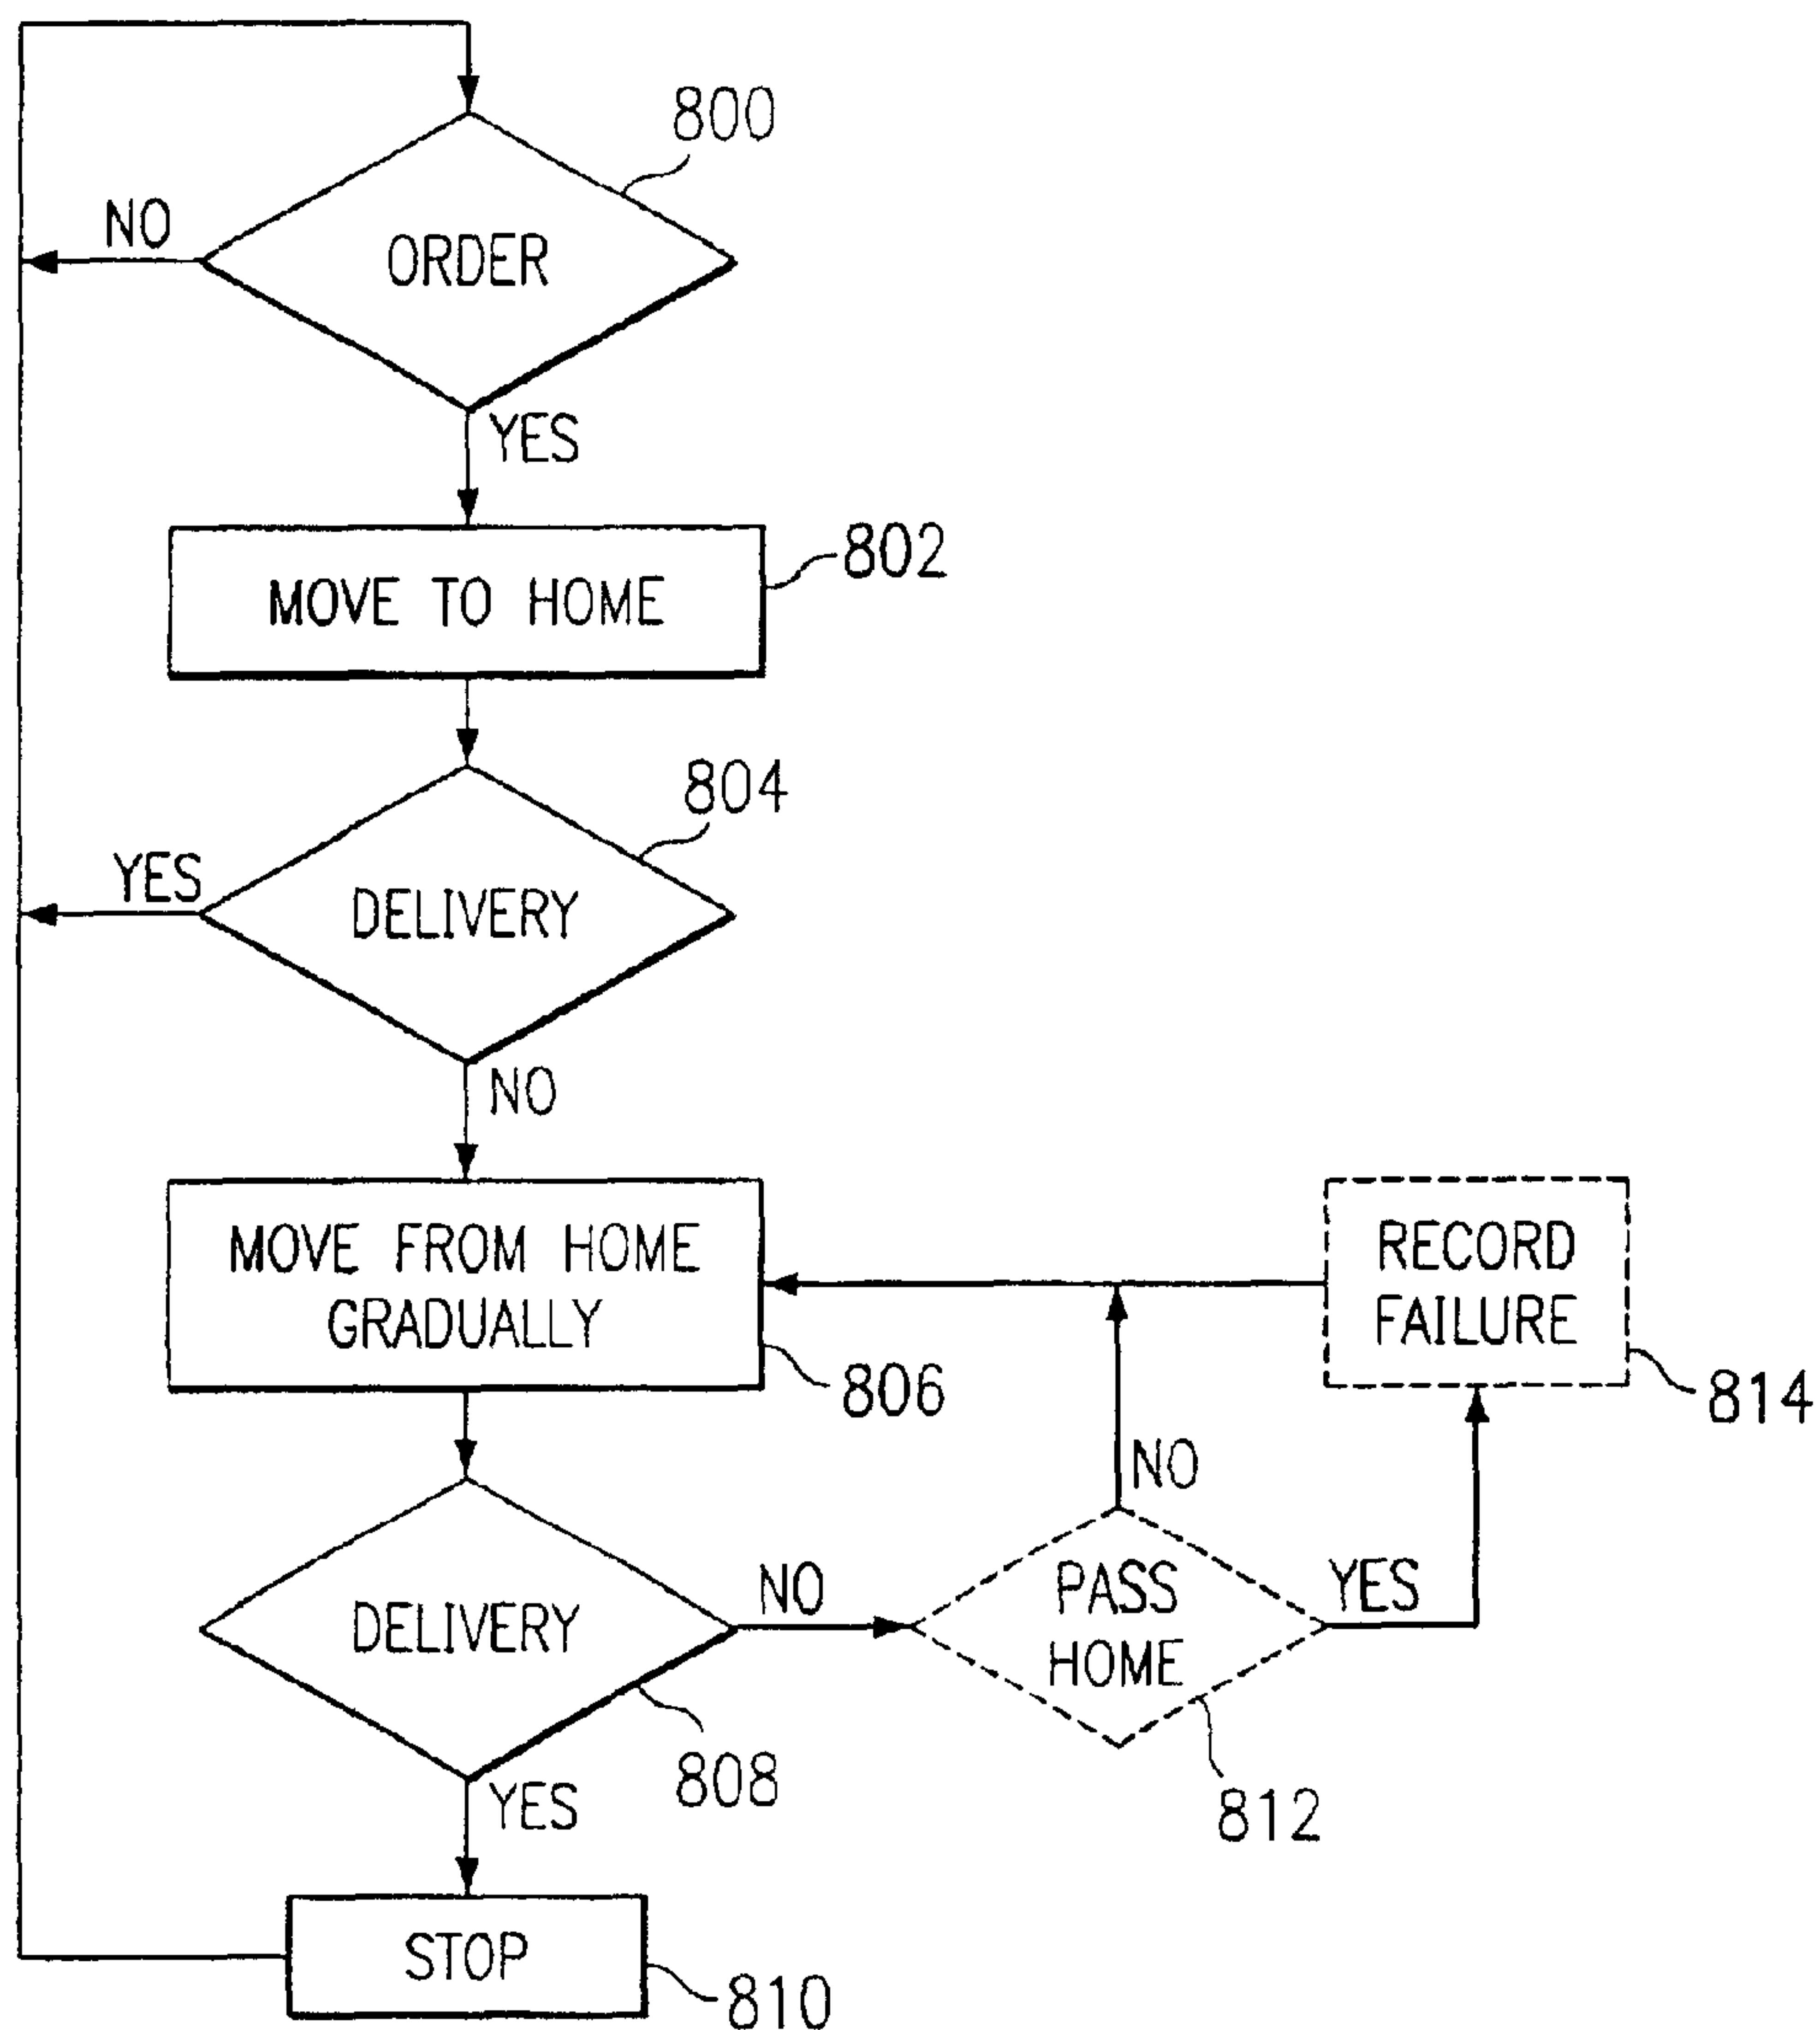 800
NO
ORDER
YES
802
MOVE TO HOME
804
YES
DELIVERY
NO
MOVE FROM HOME
GRADUALLY
806
RECORD
FAILURE
814
NO
DELIVERY
NO
PASS
HOME
YES
808
812
YES
STOP
810